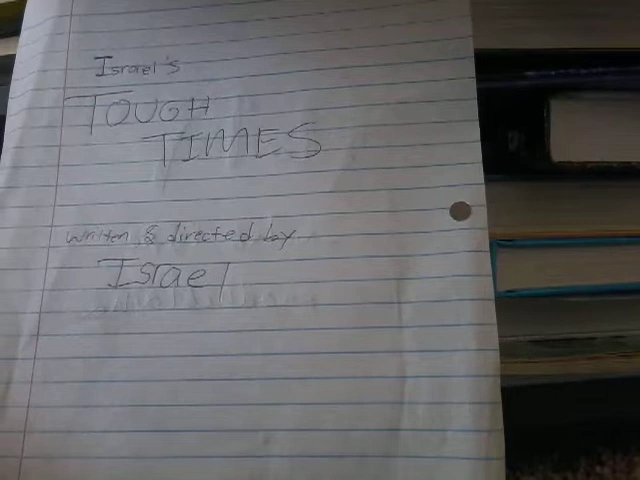 Israel's
TOUGH
TIMES
written & directed by
Israel